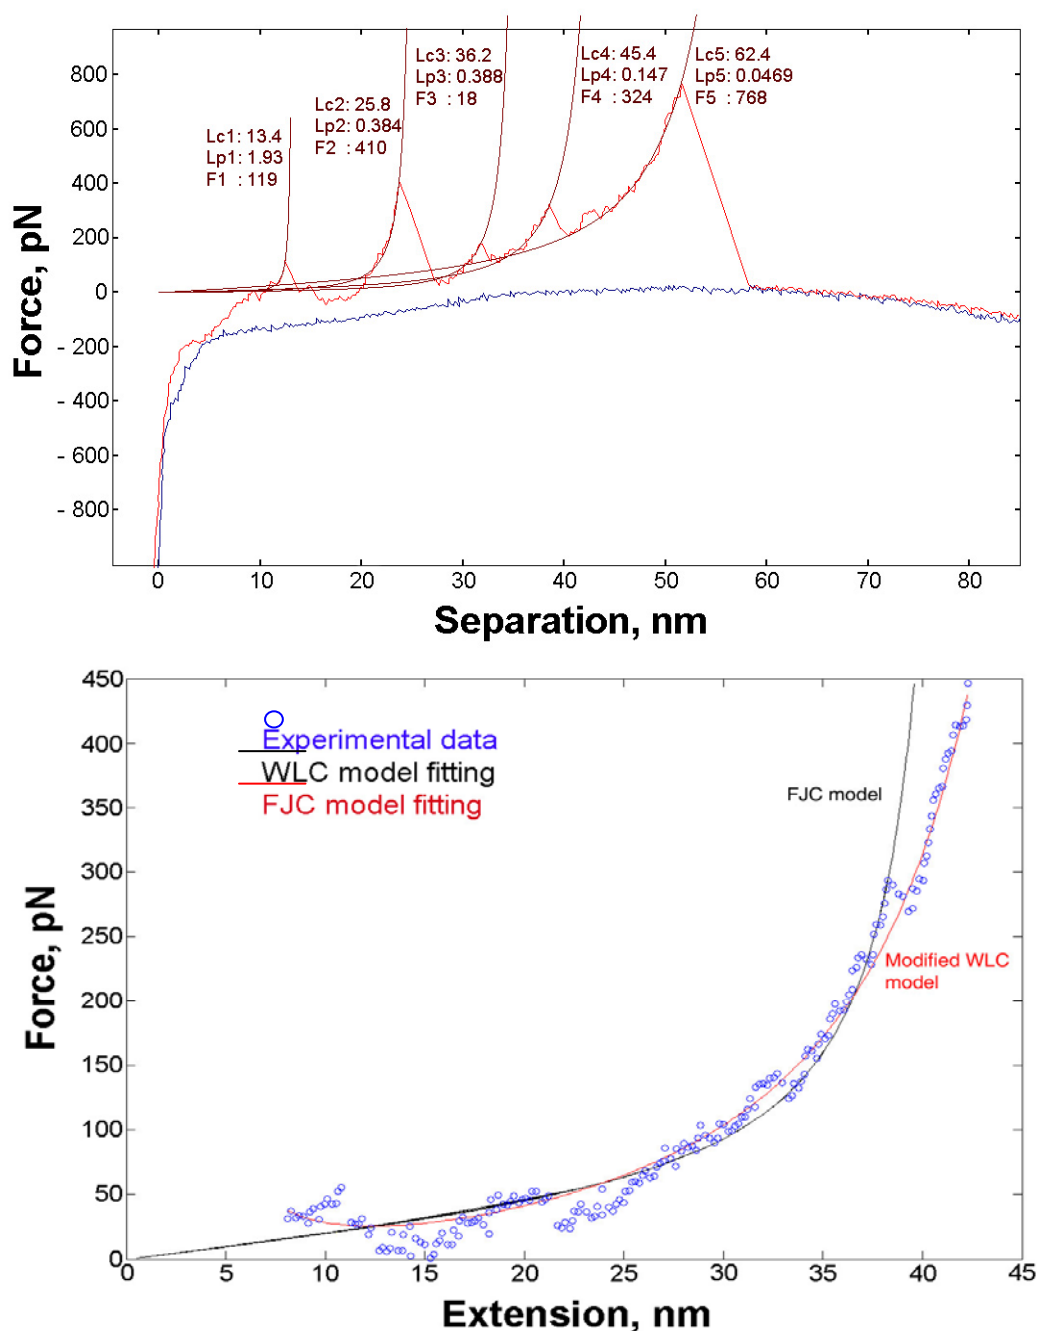 Lc3: 36.2
Lp3: 0.388
F3 : 18
Lc4: 45.4
Lp4: 0.147
F4 : 324
Lc5: 62.4
Lp5: 0.0469
F5 : 768
Lc2: 25.8
Lp2: 0.384
F2 : 410
Lc1: 13.4
Lp1: 1.93
F1 : 119
Force, pN
800
600
400
200
0
- 200
- 400
- 600
- 800
0 10 20 30 40 50 60 70 80
Separation, nm
450
400
350
300
250
200
150
100
50
0
Force, pN
Experimental data
WLC model fitting
FJC model fitting
FJC model
Modified WLC
model
0 5 10 15 20 25 30 35 40 45
Extension, nm